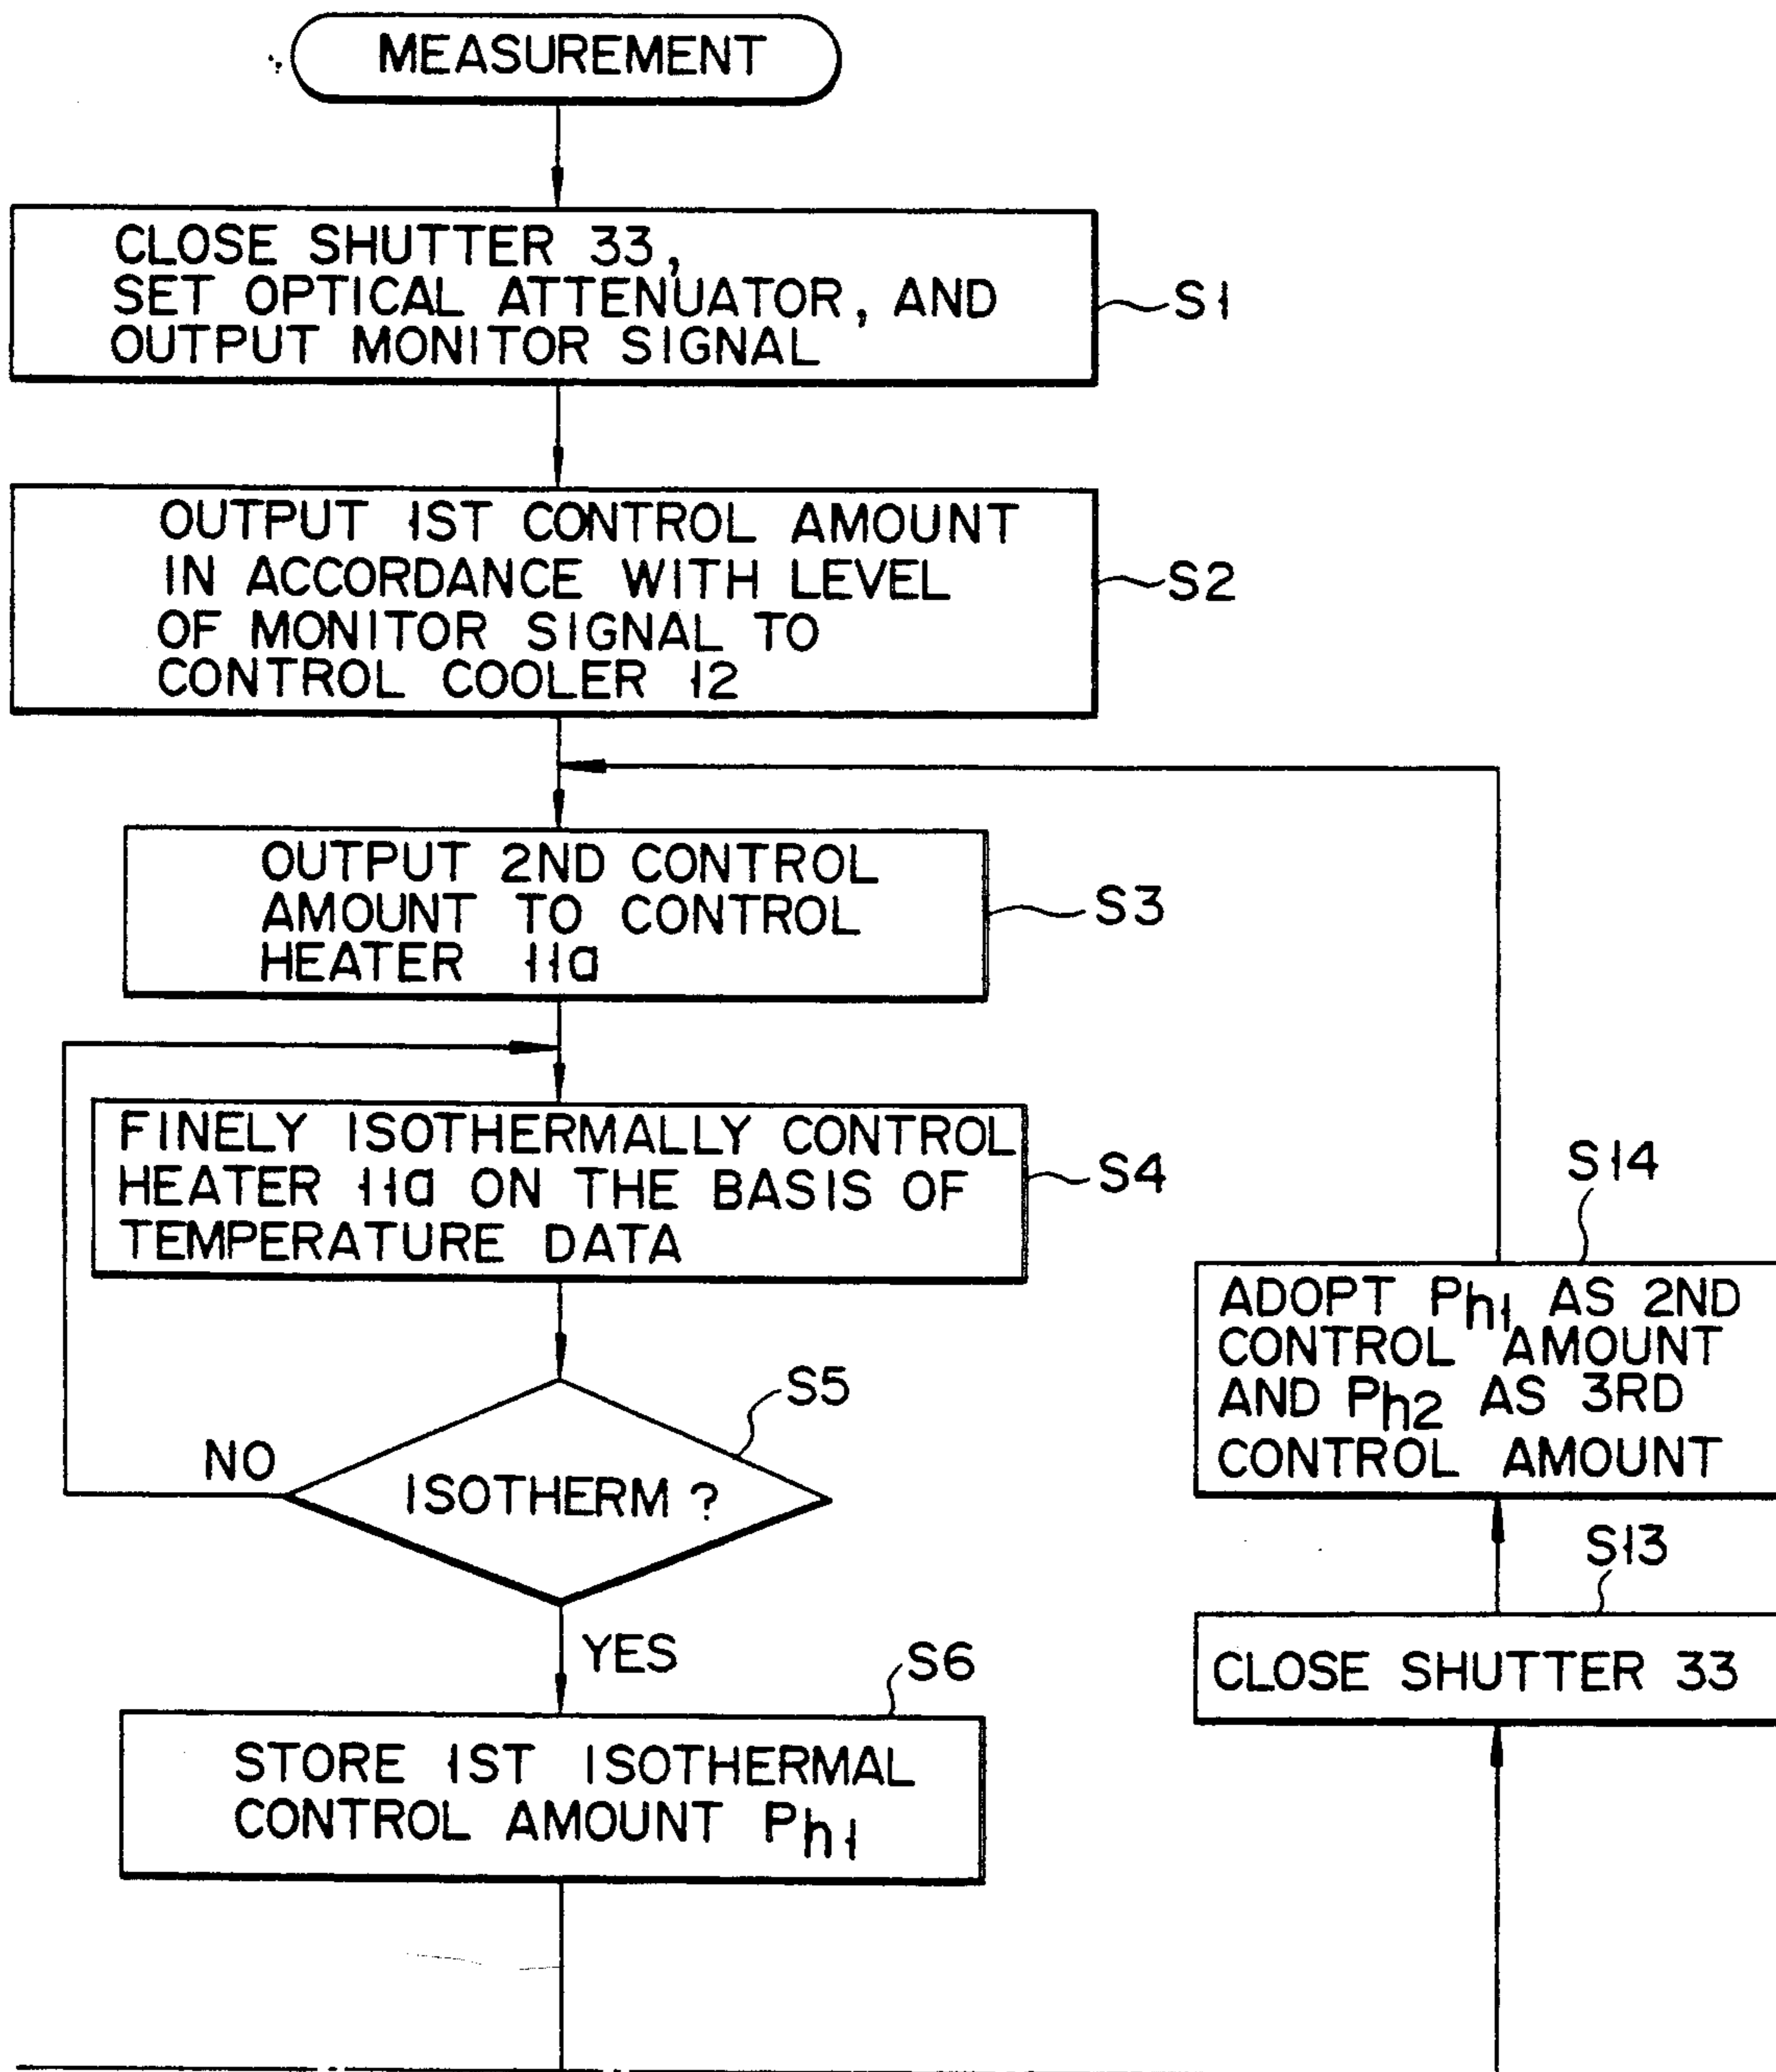 MEASUREMENT
CLOSE SHUTTER 33,
SET OPTICAL ATTENUATOR, AND
OUTPUT MONITOR SIGNAL
S1
OUTPUT 1ST CONTROL AMOUNT
IN ACCORDANCE WITH LEVEL
OF MONITOR SIGNAL TO
CONTROL COOLER 12
S2
OUTPUT 2ND CONTROL
AMOUNT TO CONTROL
HEATER 11a
S3
FINELY ISOTHERMALLY CONTROL
HEATER 11a ON THE BASIS OF
TEMPERATURE DATA
S4
S5
NO
ISOTHERM ?
YES
S6
STORE 1ST ISOTHERMAL
CONTROL AMOUNT Ph1
S14
ADOPT Ph1 AS 2ND
CONTROL AMOUNT
AND Ph2 AS 3RD
CONTROL AMOUNT
S13
CLOSE SHUTTER 33